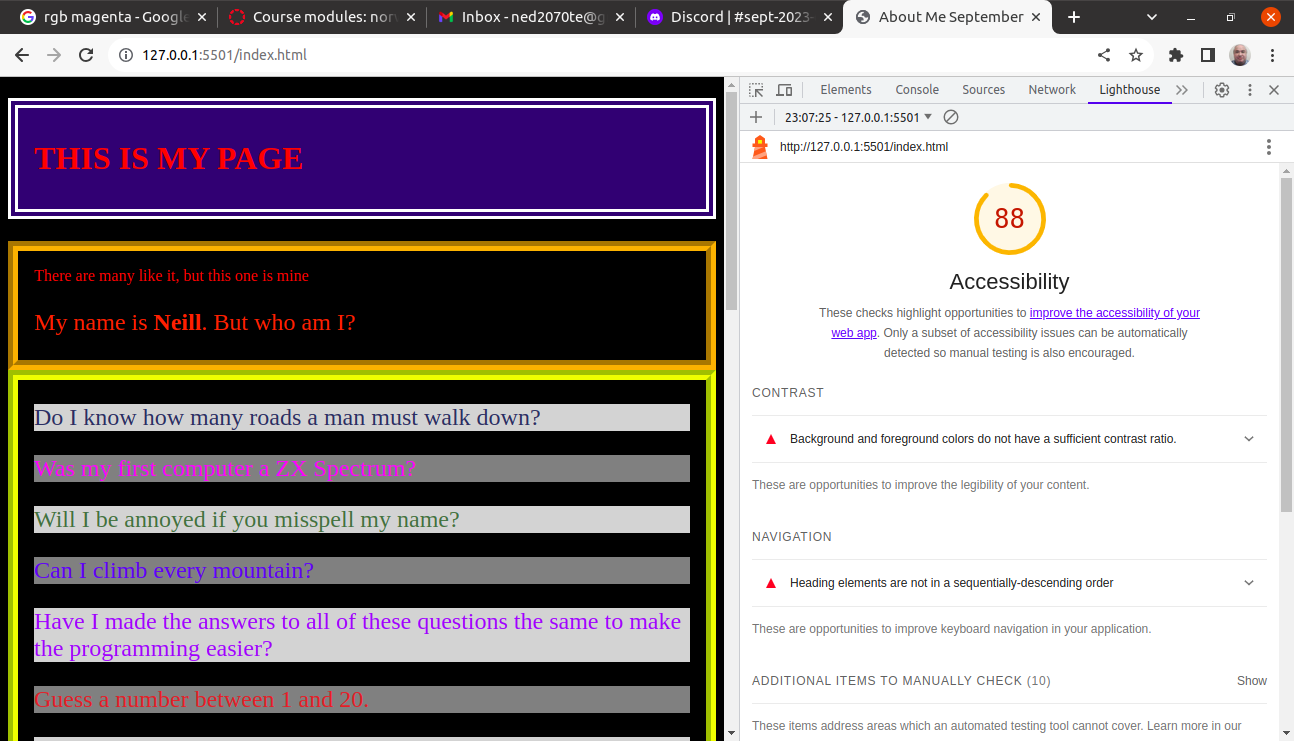 rgb magenta - Google
Course modules: nor
Inbox - ned2070te@g
Discord | #sept-2023-
About Me September
127.0.0.1:5501/index.html
Elements
Console
Sources
Network
Lighthouse
23:07:25 - 127.0.0.1:5501
http://127.0.0.1:5501/index.html
THIS IS MY PAGE
There are many like it, but this one is mine
My name is Neill. But who am I?
Do I know how many roads a man must walk down?
Was my first computer a ZX Spectrum?
Will I be annoyed if you misspell my name?
Can I climb every mountain?
Have I made the answers to all of these questions the same to make
the programming easier?
Guess a number between 1 and 20.
88
Accessibility
These checks highlight opportunities to improve the accessibility of your
web app. Only a subset of accessibility issues can be automatically
detected so manual testing is also encouraged.
CONTRAST
Background and foreground colors do not have a sufficient contrast ratio.
These are opportunities to improve the legibility of your content.
NAVIGATION
Heading elements are not in a sequentially-descending order
These are opportunities to improve keyboard navigation in your application.
ADDITIONAL ITEMS TO MANUALLY CHECK (10)
Show
These items address areas which an automated testing tool cannot cover. Learn more in our